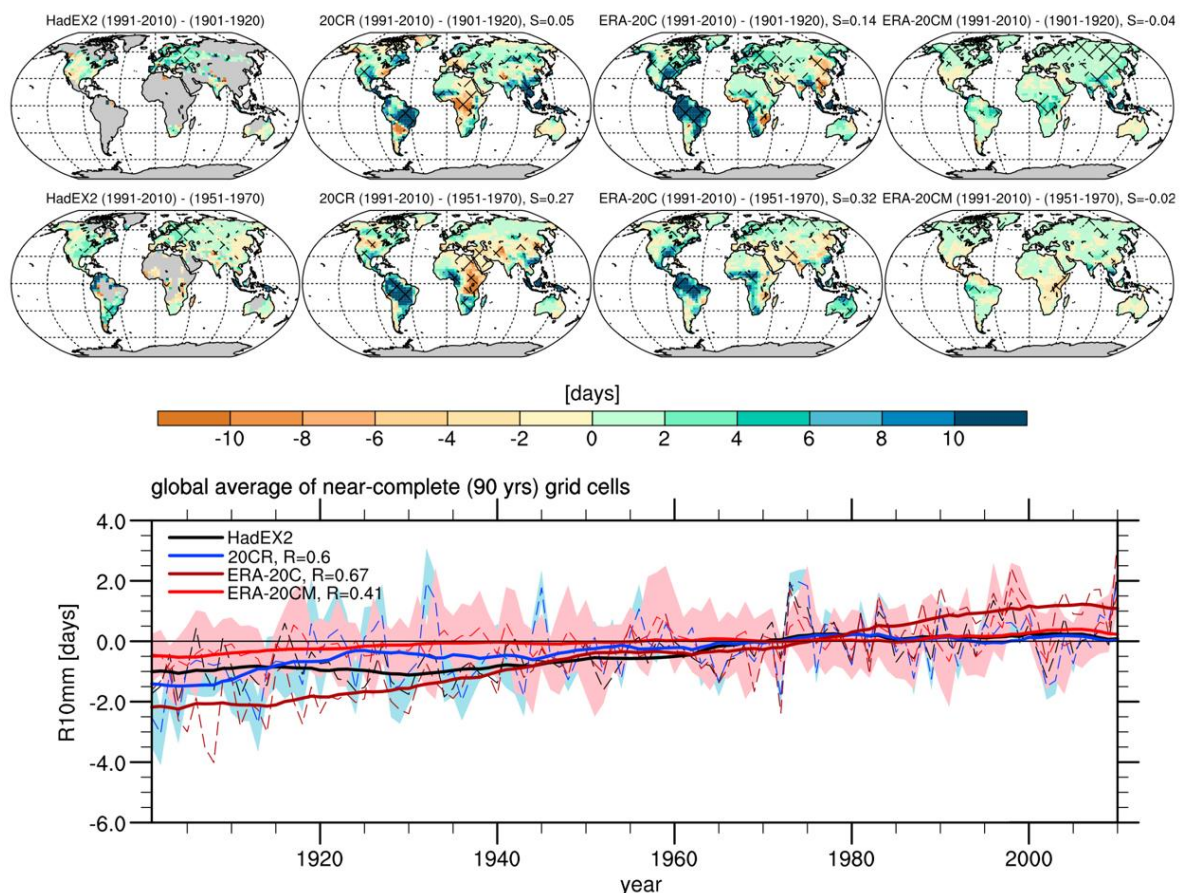 HadEX2 (1991-2010) - (1901-1920)
20CR (1991-2010) - (1901-1920), S=0.05
ERA-20C (1991-2010) - (1901-1920), S=0.14
ERA-20CM (1991-2010) - (1901-1920), S=-0.04
HadEX2 (1991-2010) - (1951-1970)
20CR (1991-2010) - (1951-1970), S=0.27
ERA-20C (1991-2010) - (1951-1970), S=0.32
ERA-20CM (1991-2010) - (1951-1970), S=-0.02
[days]
-10 -8 -6 -4 -2 0 2 4 6 8 10
global average of near-complete (90 yrs) grid cells
4.0
2.0
0.0
-2.0
-4.0
-6.0
R10mm [days]
HadEX2
20CR, R=0.6
ERA-20C, R=0.67
ERA-20CM, R=0.41
1920 1940 1960 1980 2000
year